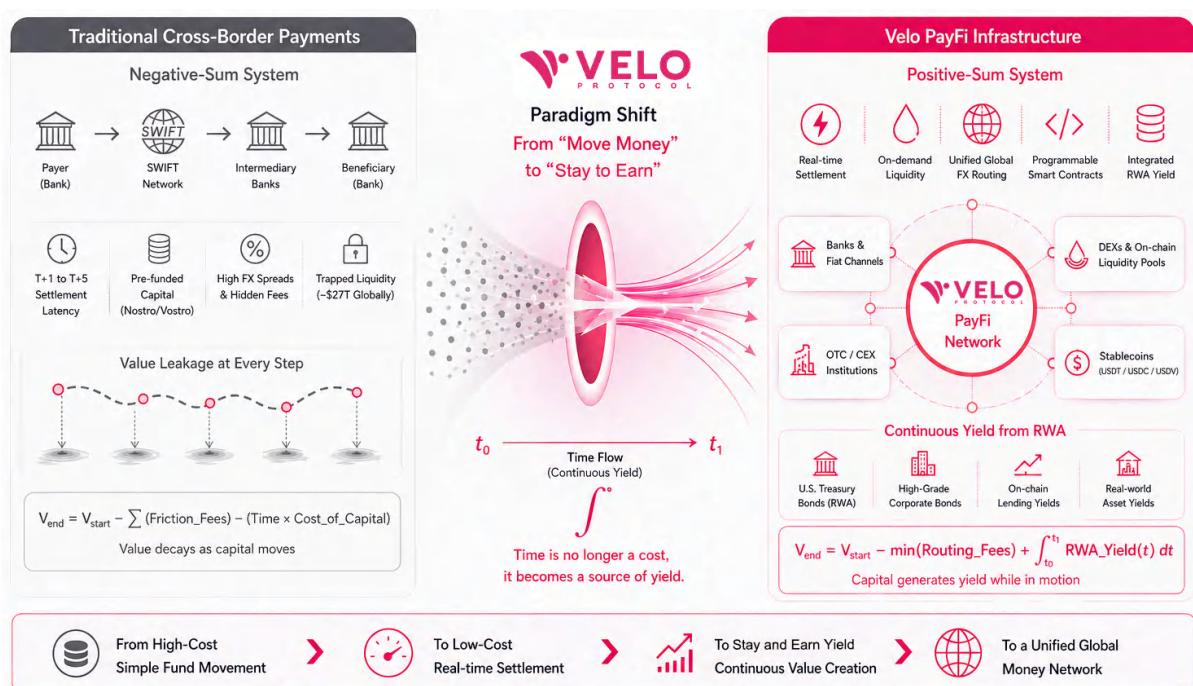 Traditional Cross-Border Payments
Negative-Sum System
Payer
(Bank)
SWIFT
SWIFT
Network
Intermediary
Banks
Beneficiary
(Bank)
T+1 to T+5
Settlement
Latency
Pre-funded
Capital
(Nostro/Vostro)
High FX Spreads
& Hidden Fees
Trapped Liquidity
(~$27T Globally)
Value Leakage at Every Step
V_end = V_start − ∑ (Friction_Fees) − (Time × Cost_of_Capital)
Value decays as capital moves
VELO
PROTOCOL
Paradigm Shift
From “Move Money”
to “Stay to Earn”
t₀
t₁
Time Flow
(Continuous Yield)
∫
Time is no longer a cost,
it becomes a source of yield.
Velo PayFi Infrastructure
Positive-Sum System
Real-time
Settlement
On-demand
Liquidity
Unified Global
FX Routing
</>
Programmable
Smart Contracts
Integrated
RWA Yield
Banks &
Fiat Channels
DEXs & On-chain
Liquidity Pools
VELO
PROTOCOL
PayFi
Network
OTC / CEX
Institutions
Stablecoins
(USDT / USDC / USDV)
Continuous Yield from RWA
U.S. Treasury
Bonds (RWA)
High-Grade
Corporate Bonds
On-chain
Lending Yields
Real-world
Asset Yields
V_end = V_start − min(Routing_Fees) + ∫_t₀^t₁ RWA_Yield(t) dt
Capital generates yield while in motion
From High-Cost
Simple Fund Movement
To Low-Cost
Real-time Settlement
To Stay and Earn Yield
Continuous Value Creation
To a Unified Global
Money Network